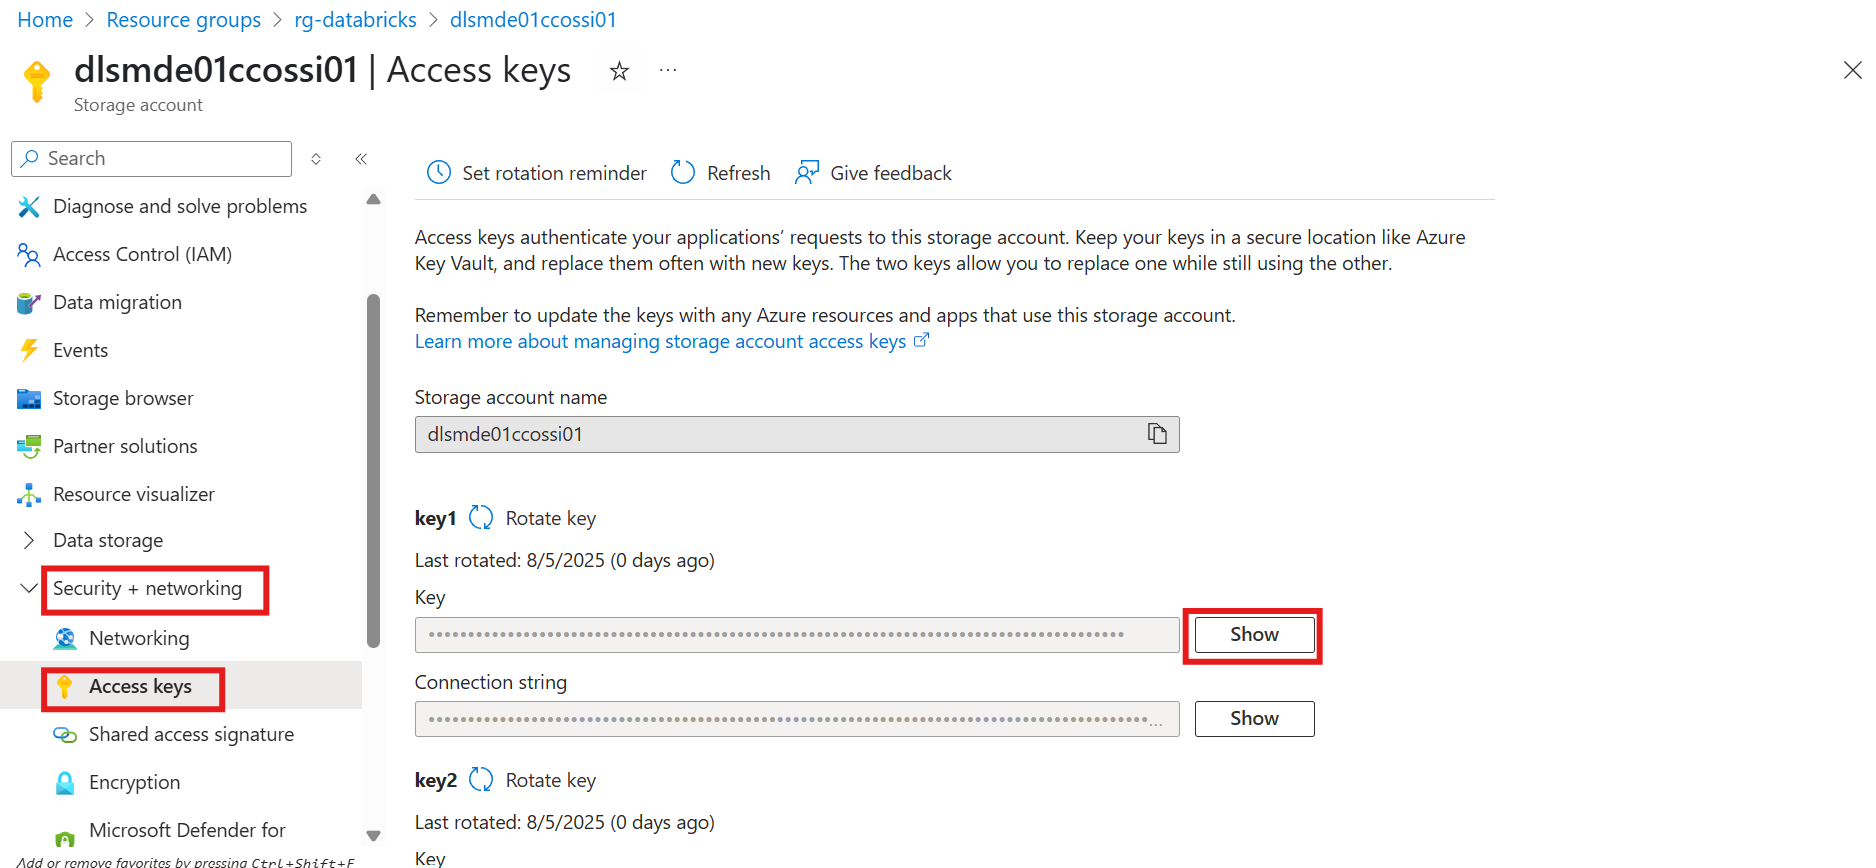 Home > Resource groups > rg-databricks > dlsmde01ccossi01
dlsmde01ccossi01 | Access keys
Storage account
Search
Diagnose and solve problems
Access Control (IAM)
Data migration
Events
Storage browser
Partner solutions
Resource visualizer
Data storage
Security + networking
Networking
Access keys
Shared access signature
Encryption
Microsoft Defender for
Add or remove favorites by pressing Ctrl+Shift+F
Set rotation reminder
Refresh
Give feedback
Access keys authenticate your applications’ requests to this storage account. Keep your keys in a secure location like Azure
Key Vault, and replace them often with new keys. The two keys allow you to replace one while still using the other.
Remember to update the keys with any Azure resources and apps that use this storage account.
Learn more about managing storage account access keys
Storage account name
dlsmde01ccossi01
key1 Rotate key
Last rotated: 8/5/2025 (0 days ago)
Key
Show
Connection string
Show
key2 Rotate key
Last rotated: 8/5/2025 (0 days ago)
Key